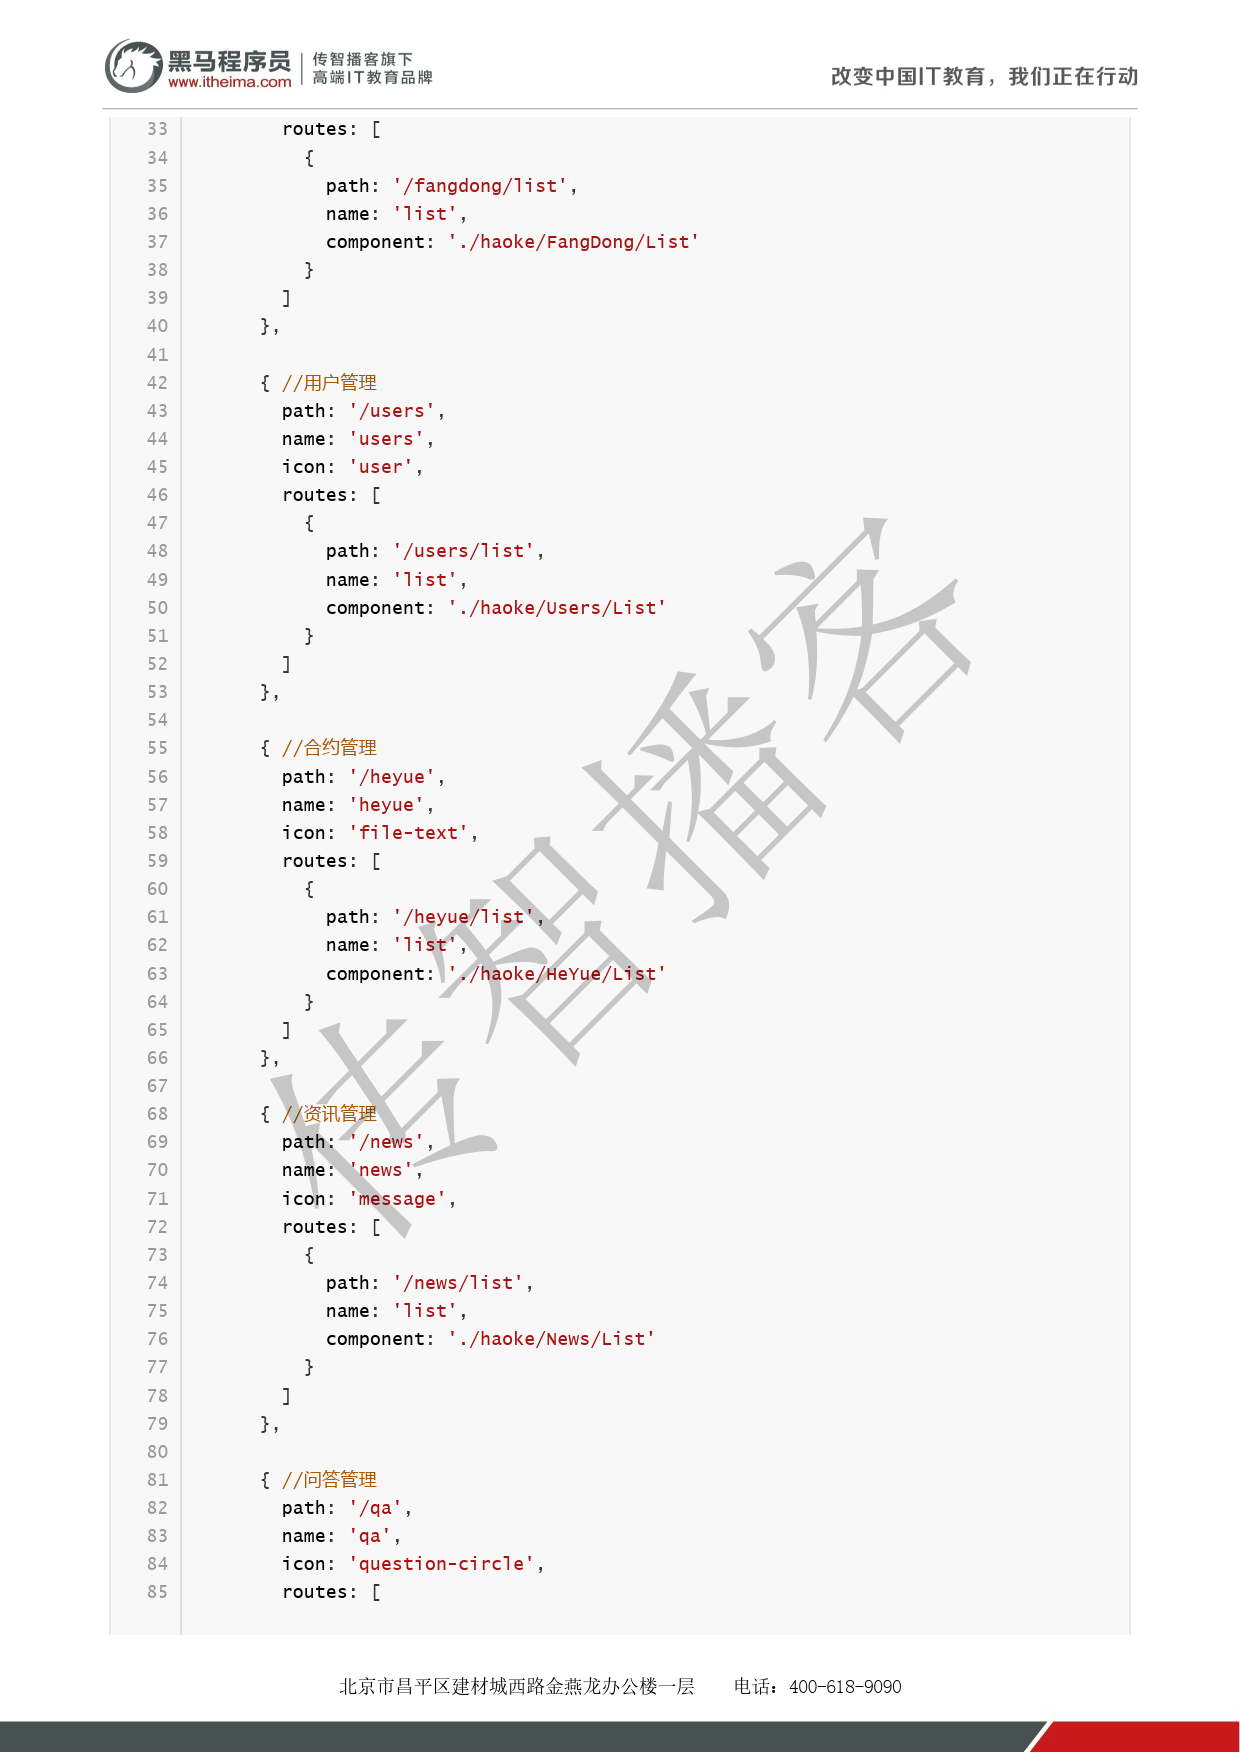 黑马程序员
www.itheima.com
传智播客旗下
高端IT教育品牌
改变中国IT教育，我们正在行动
33 routes: [
34 {
35 path: '/fangdong/list',
36 name: 'list',
37 component: './haoke/FangDong/List'
38 }
39 ]
40 },
41
42 { //用户管理
43 path: '/users',
44 name: 'users',
45 icon: 'user',
46 routes: [
47 {
48 path: '/users/list',
49 name: 'list',
50 component: './haoke/Users/List'
51 }
52 ]
53 },
54
55 { //合约管理
56 path: '/heyue',
57 name: 'heyue',
58 icon: 'file-text',
59 routes: [
60 {
61 path: '/heyue/list',
62 name: 'list',
63 component: './haoke/HeYue/List'
64 }
65 ]
66 },
67
68 { //资讯管理
69 path: '/news',
70 name: 'news',
71 icon: 'message',
72 routes: [
73 {
74 path: '/news/list',
75 name: 'list',
76 component: './haoke/News/List'
77 }
78 ]
79 },
80
81 { //问答管理
82 path: '/qa',
83 name: 'qa',
84 icon: 'question-circle',
85 routes: [
传智播客
北京市昌平区建材城西路金燕龙办公楼一层 电话：400-618-9090